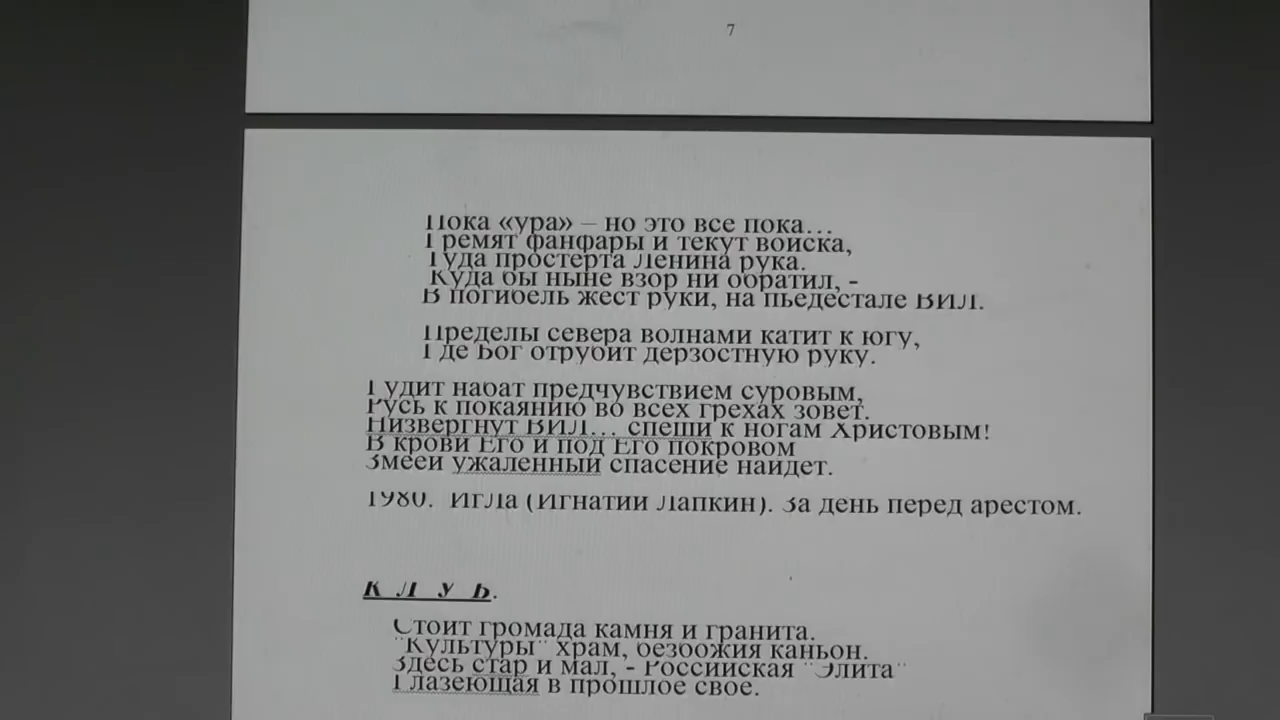 7
Пока «ура» – но это все пока…
Гремят фанфары и текут войска,
Туда простерта Ленина рука.
Куда бы ныне взор ни обратил, -
В погибель жест руки, на пьедестале ВИЛ.
Пределы севера волнами катит к югу,
Где Бог отрубит дерзостную руку.
Гудит набат предчувствием суровым,
Русь к покаянию во всех грехах зовет.
Низвергнут ВИЛ… спеши к ногам Христовым!
В крови Его и под Его покровом
Змеей ужаленный спасение найдет.
1980. ИГЛа (Игнатий Лапкин). За день перед арестом.
К Л У Б.
Стоит громада камня и гранита.
"Культуры" храм, безбожия каньон.
Здесь стар и мал, - Российская "Элита"
Глазеющая в прошлое свое.